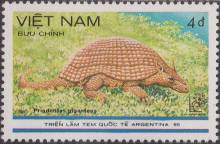 VIỆT NAM
BƯU CHÍNH
4đ
Priodontes giganteus
TRIỂN LÃM TEM QUỐC TẾ ARGENTINA 85